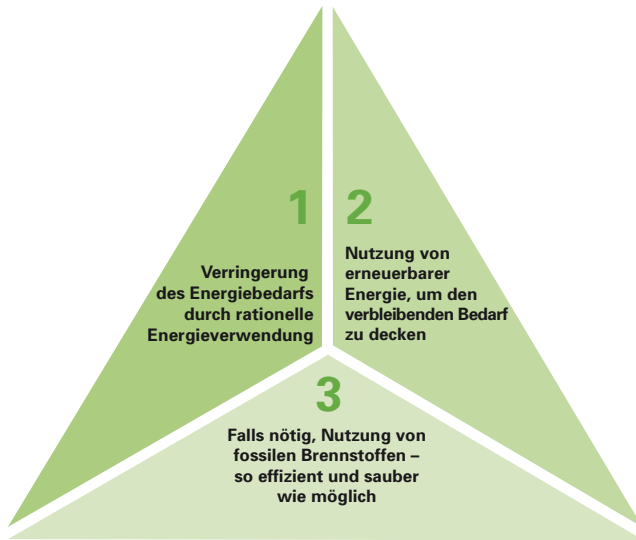 1
Verringerung
des Energiebedarfs
durch rationelle
Energieverwendung
2
Nutzung von
erneuerbarer
Energie, um den
verbleibenden Bedarf
zu decken
3
Falls nötig, Nutzung von
fossilen Brennstoffen –
so effizient und sauber
wie möglich